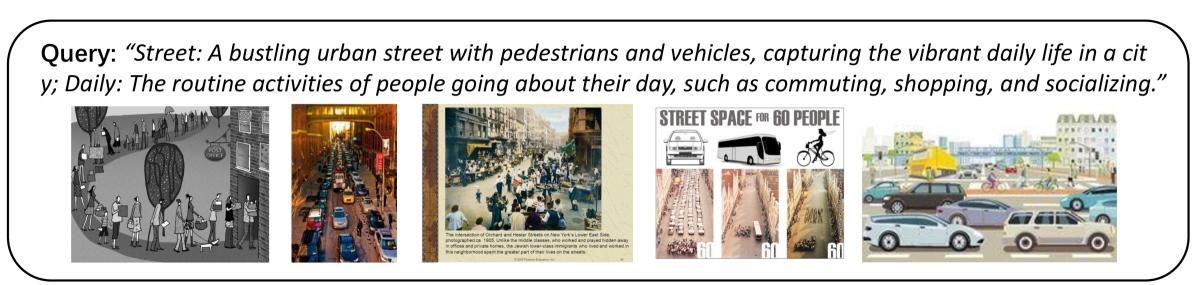 Query: “Street: A bustling urban street with pedestrians and vehicles, capturing the vibrant daily life in a cit
y; Daily: The routine activities of people going about their day, such as commuting, shopping, and socializing.”
POST
OFFICE
The intersection of Orchard and Hester Streets on New York's Lower East Side,
photographed ca. 1905. Unlike the middle classes, who worked and played hidden away
in offices and private homes, the Jewish lower-class immigrants who lived and worked in
this neighborhood spent the greater part of their lives on the streets.
STREET SPACE FOR 60 PEOPLE
60
60
60